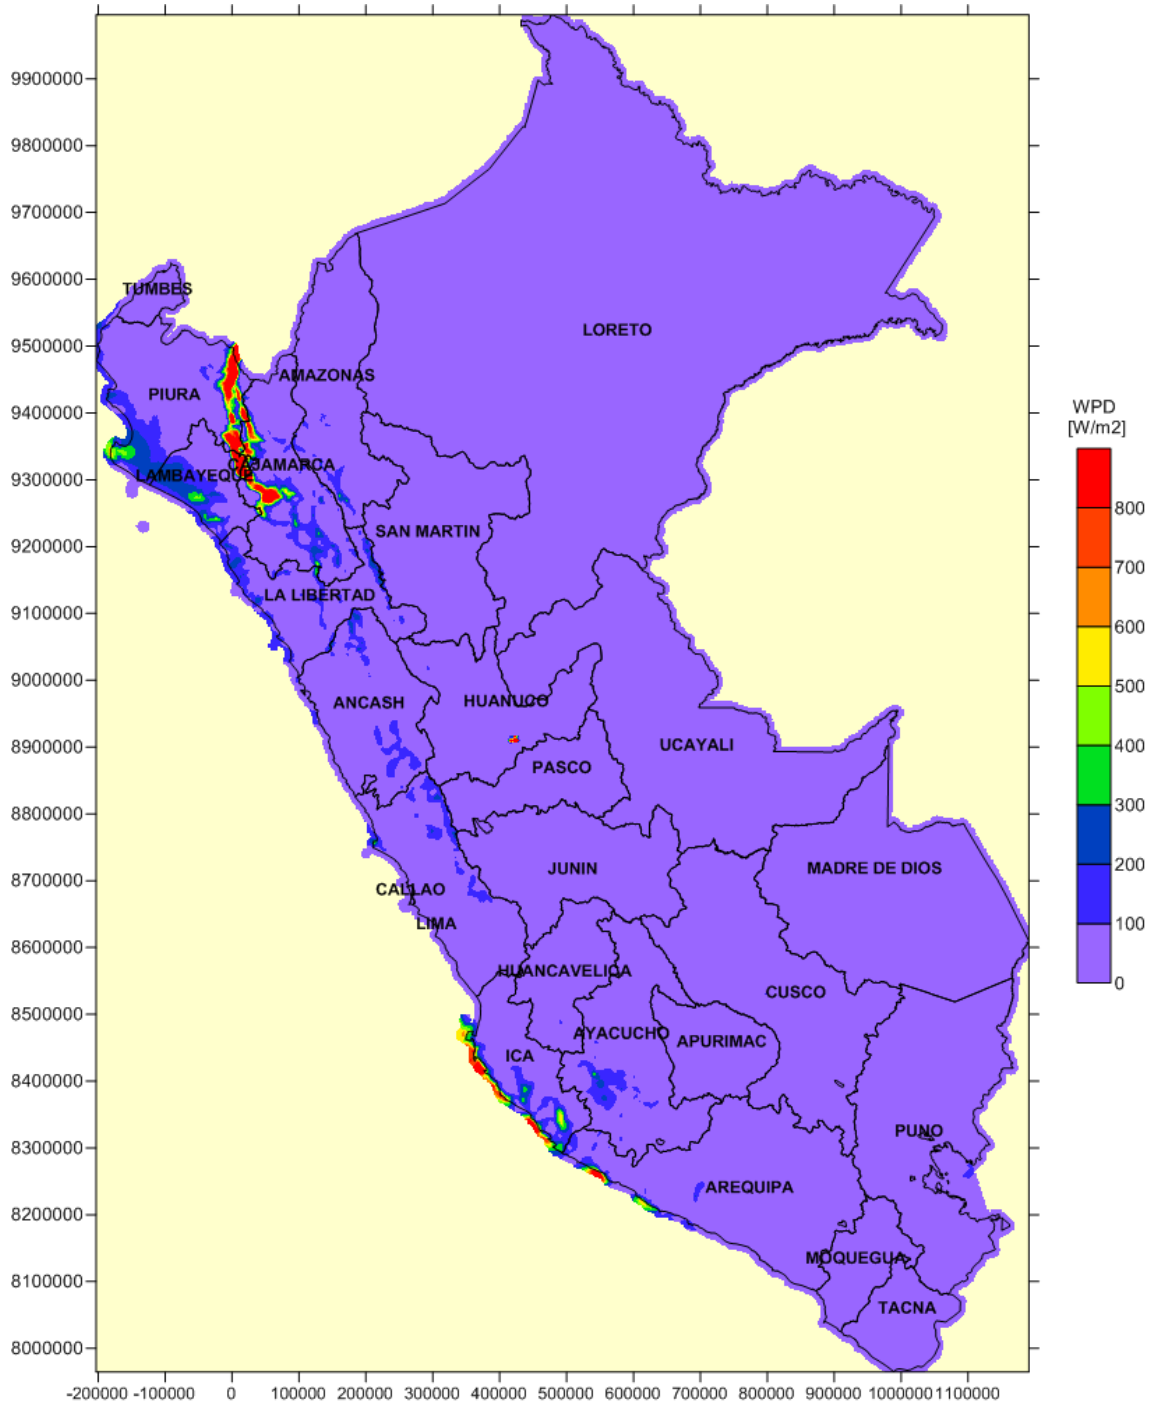 9900000
9800000
9700000
9600000
9500000
9400000
9300000
9200000
9100000
9000000
8900000
8800000
8700000
8600000
8500000
8400000
8300000
8200000
8100000
8000000
-200000 -100000 0 100000 200000 300000 400000 500000 600000 700000 800000 900000 1000000 1100000
TUMBES
LORETO
AMAZONAS
PIURA
CAJAMARCA
LAMBAYEQUE
SAN MARTIN
LA LIBERTAD
ANCASH
HUANUCO
UCAYALI
PASCO
JUNIN
MADRE DE DIOS
CALLAO
LIMA
HUANCAVELICA
CUSCO
AYACUCHO
APURIMAC
ICA
PUNO
AREQUIPA
MOQUEGUA
TACNA
WPD
[W/m2]
800
700
600
500
400
300
200
100
0